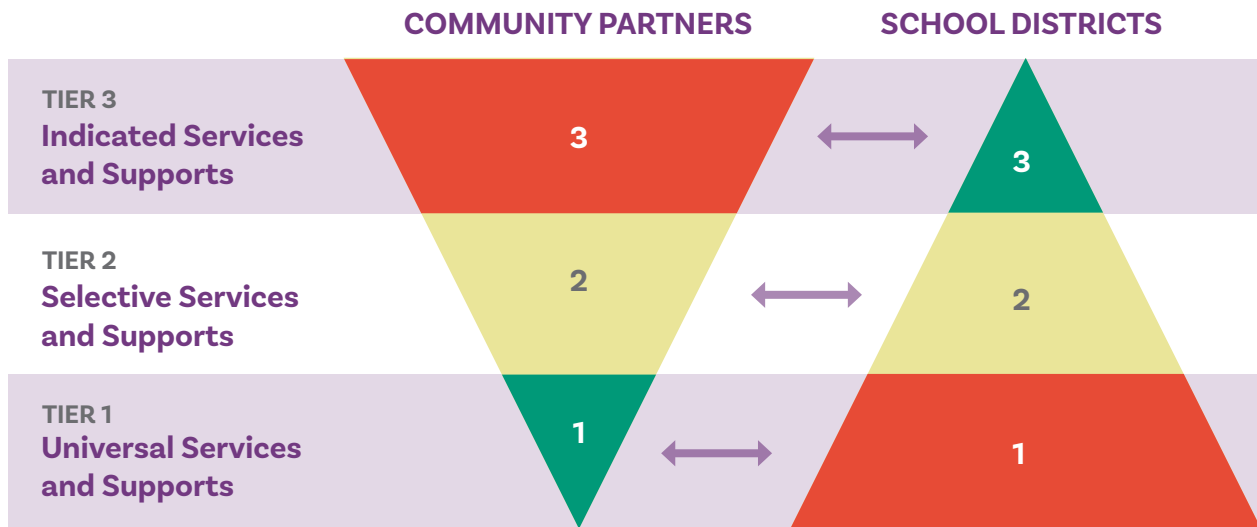 COMMUNITY PARTNERS
SCHOOL DISTRICTS
TIER 3
Indicated Services
and Supports
3
3
TIER 2
Selective Services
and Supports
2
2
TIER 1
Universal Services
and Supports
1
1